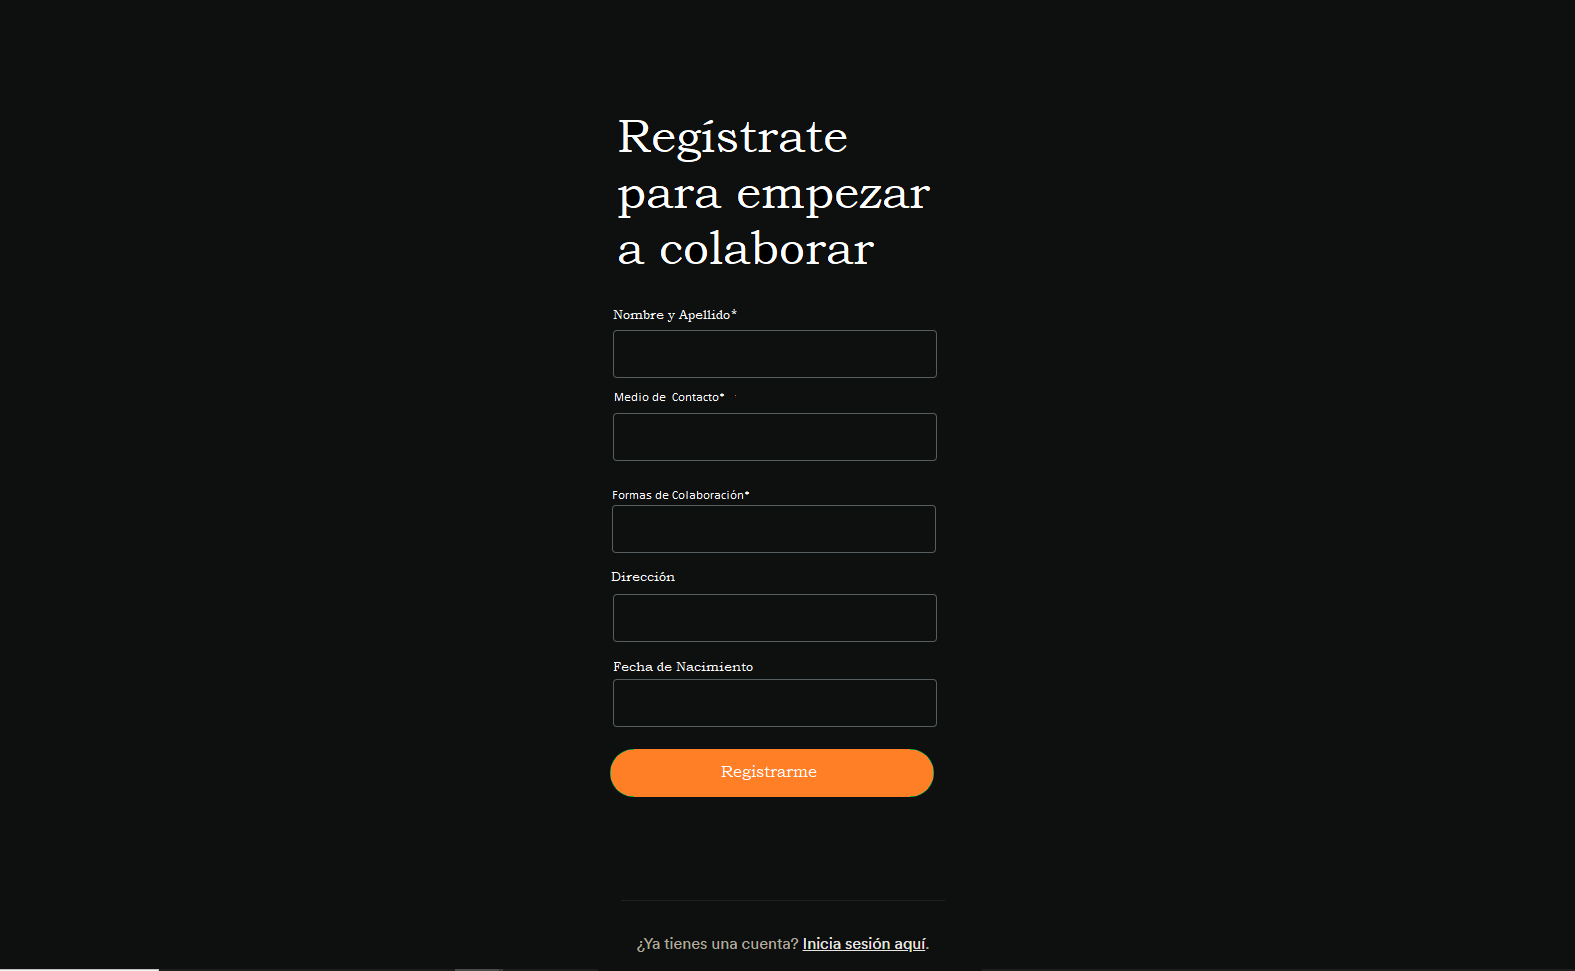 Regístrate
para empezar
a colaborar
Nombre y Apellido*
Medio de Contacto*
Formas de Colaboración*
Dirección
Fecha de Nacimiento
Registrarme
¿Ya tienes una cuenta? Inicia sesión aquí.